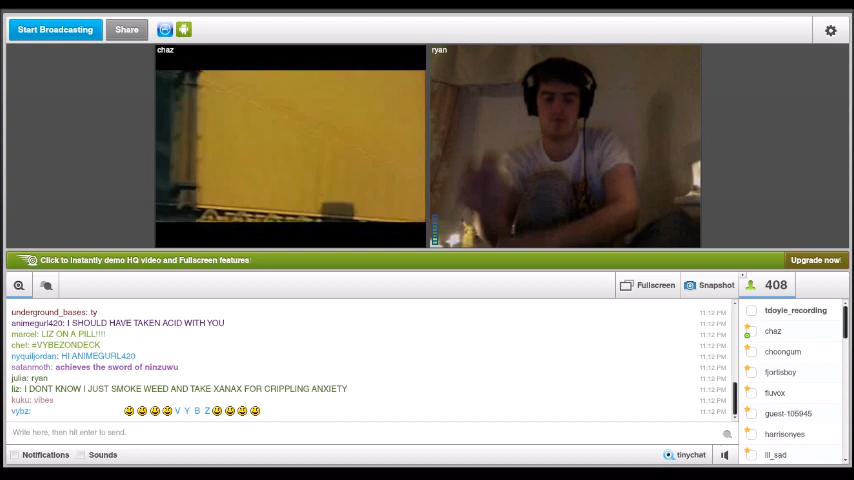 Start Broadcasting
Share
chaz
ryan
Click to Instantly demo HQ video and Fullscreen features!
Upgrade now!
Fullscreen
Snapshot
408
underground_bases: ty 11:12 PM
animegurl420: I SHOULD HAVE TAKEN ACID WITH YOU 11:12 PM
marcel: LIZ ON A PILL!!!! 11:12 PM
chet: #VYBEZONDECK 11:12 PM
nyquiljordan: HI ANIMEGURL420 11:12 PM
satanmoth: achieves the sword of ninzuwu 11:12 PM
julia: ryan 11:12 PM
liz: I DONT KNOW I JUST SMOKE WEED AND TAKE XANAX FOR CRIPPLING ANXIETY 11:12 PM
kuku: vibes 11:12 PM
vybz: V Y B Z 11:12 PM
Write here, then hit enter to send.
Notifications
Sounds
tinychat
tdoyle_recording
chaz
choongum
fjortisboy
fluvox
guest-105945
harrisonyes
lil_sad